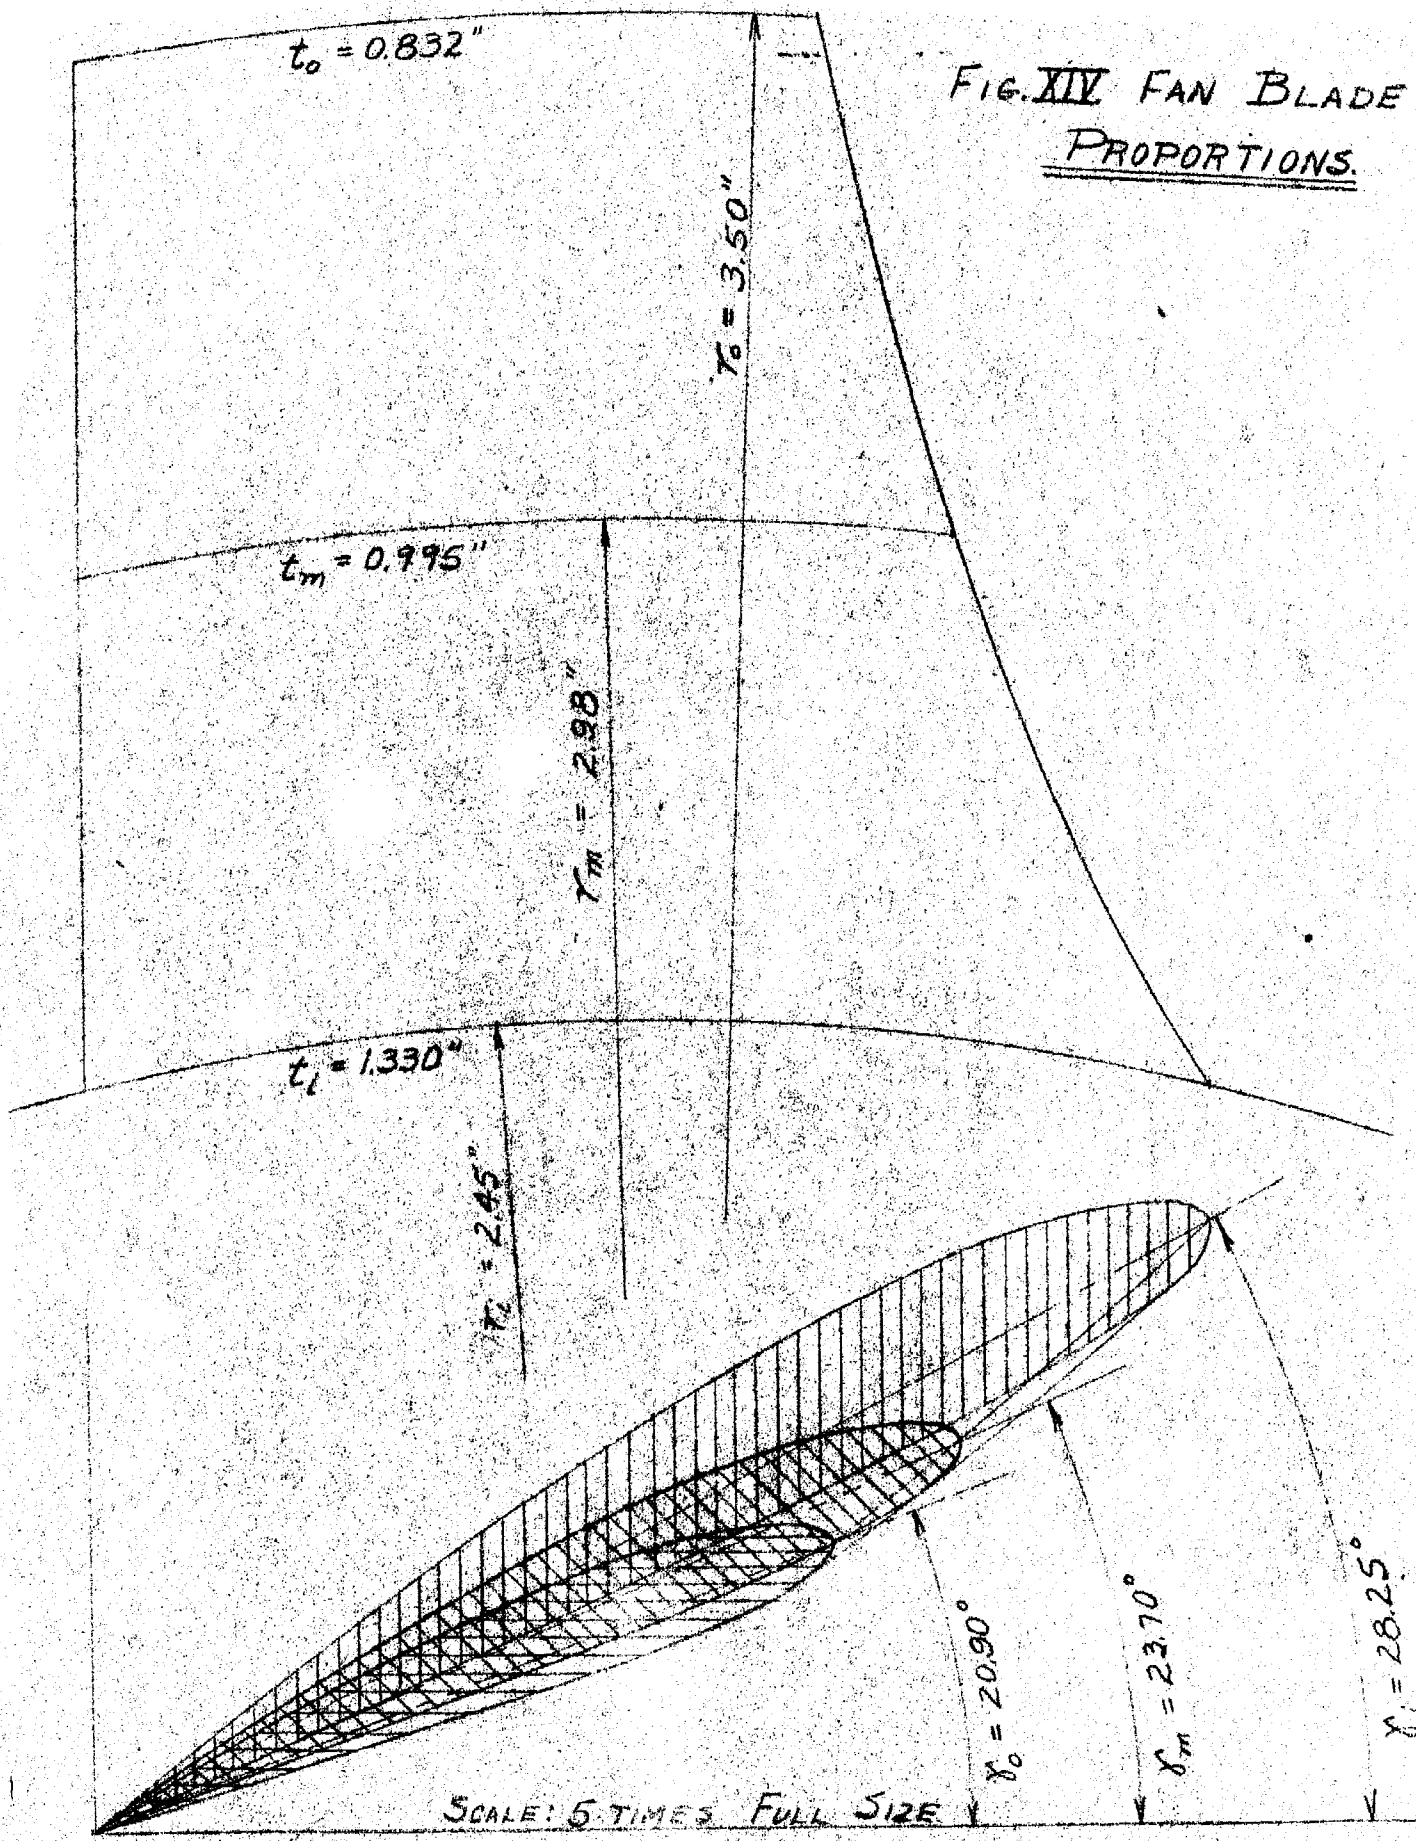 t₀ = 0.832"
FIG. XIV FAN BLADE
PROPORTIONS.
r₀ = 3.50"
tₘ = 0.995"
rₘ = 2.98"
tᵢ = 1.330"
rᵢ = 2.45"
γ₀ = 20.90°
γₘ = 23.70°
γᵢ = 28.25°
SCALE: 5 TIMES FULL SIZE